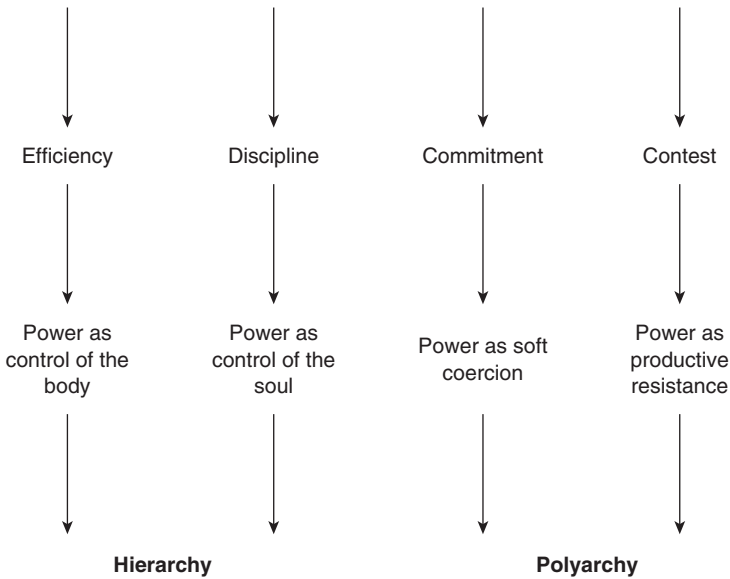 Efficiency
Discipline
Commitment
Contest
Power as
control of the
body
Power as
control of the
soul
Power as soft
coercion
Power as
productive
resistance
Hierarchy
Polyarchy